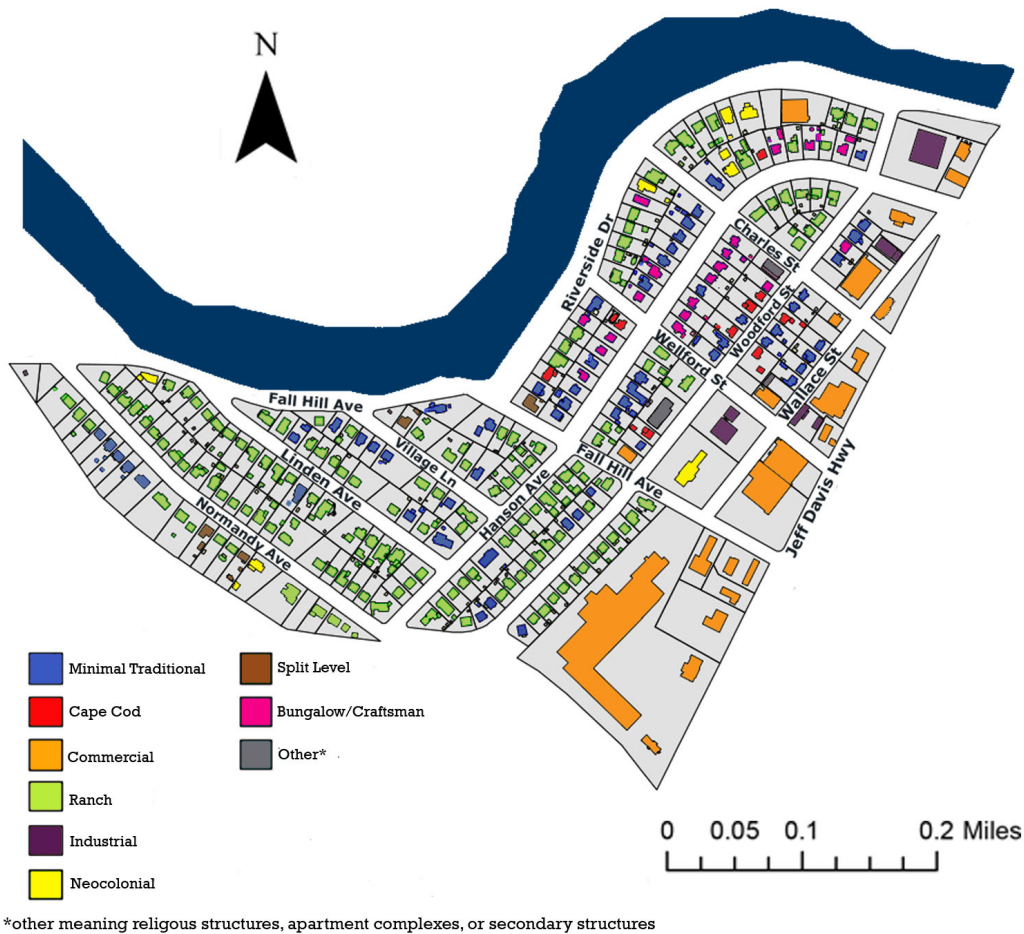 N
Riverside Dr
Charles St
Woodford St
Wellford St
Wallace St
Fall Hill Ave
Village Ln
Linden Ave
Hanson Ave
Fall Hill Ave
Normandy Ave
Jeff Davis Hwy
Minimal Traditional
Cape Cod
Commercial
Ranch
Industrial
Neocolonial
Split Level
Bungalow/Craftsman
Other*
0 0.05 0.1 0.2 Miles
*other meaning religous structures, apartment complexes, or secondary structures